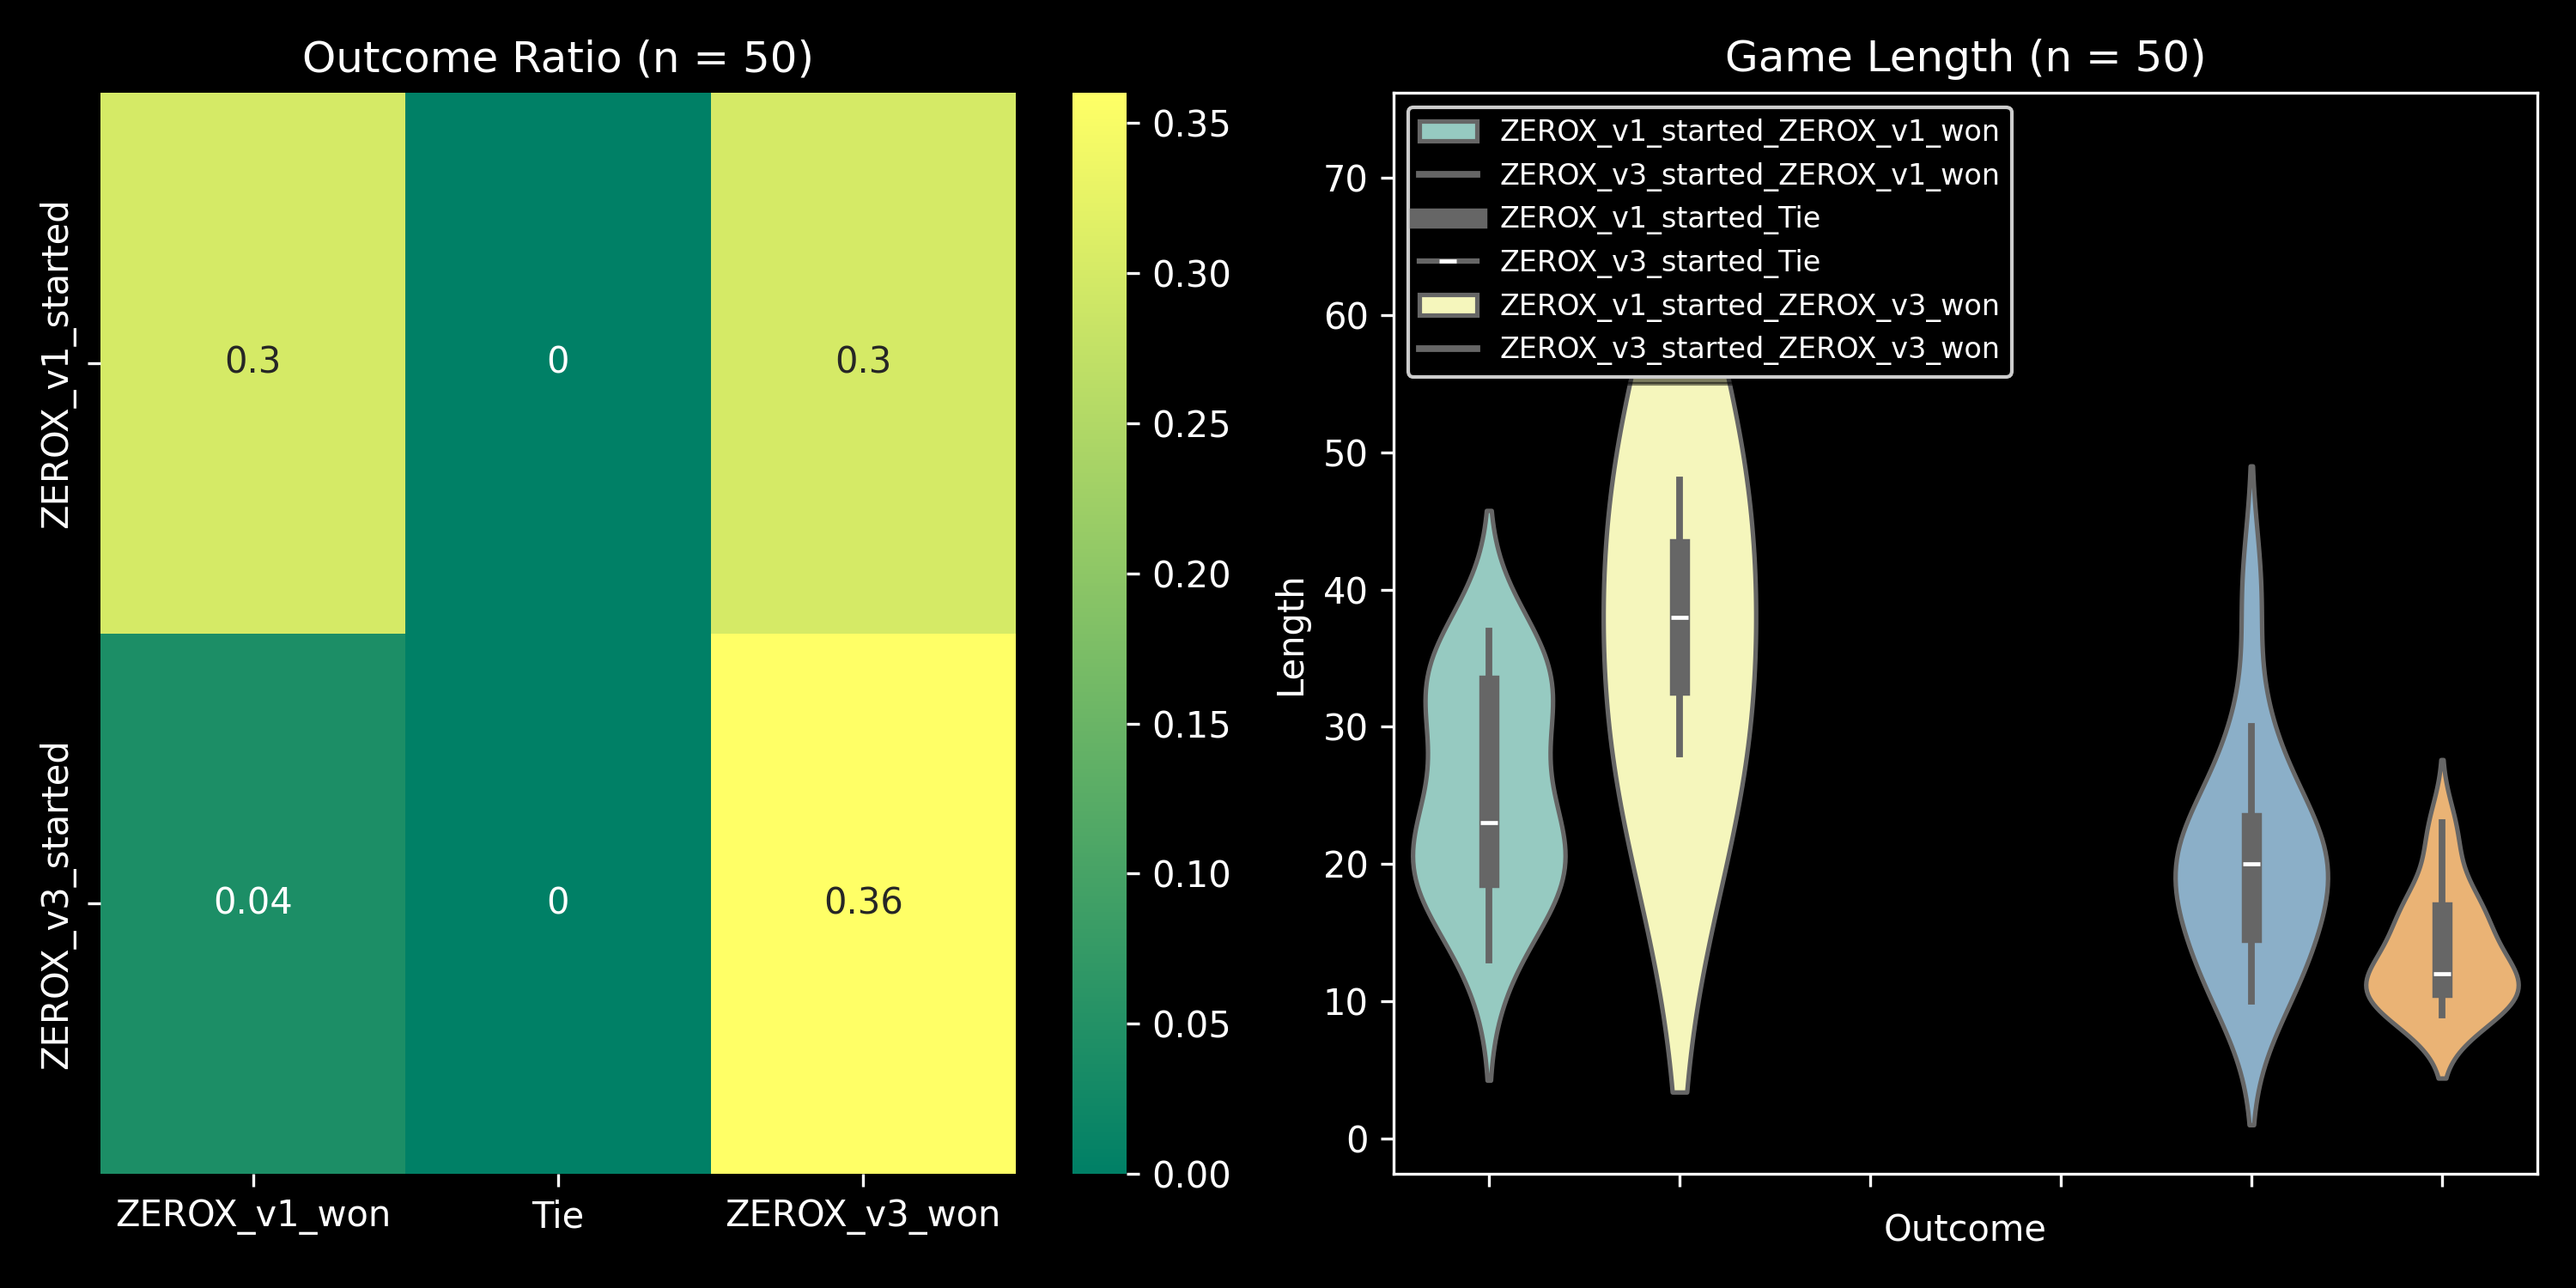 Outcome Ratio (n = 50)
ZEROX_v1_started
ZEROX_v3_started
0.3
0
0.3
0.04
0
0.36
ZEROX_v1_won
Tie
ZEROX_v3_won
0.35
0.30
0.25
0.20
0.15
0.10
0.05
0.00
Game Length (n = 50)
ZEROX_v1_started_ZEROX_v1_won
ZEROX_v3_started_ZEROX_v1_won
ZEROX_v1_started_Tie
ZEROX_v3_started_Tie
ZEROX_v1_started_ZEROX_v3_won
ZEROX_v3_started_ZEROX_v3_won
Length
70
60
50
40
30
20
10
0
Outcome